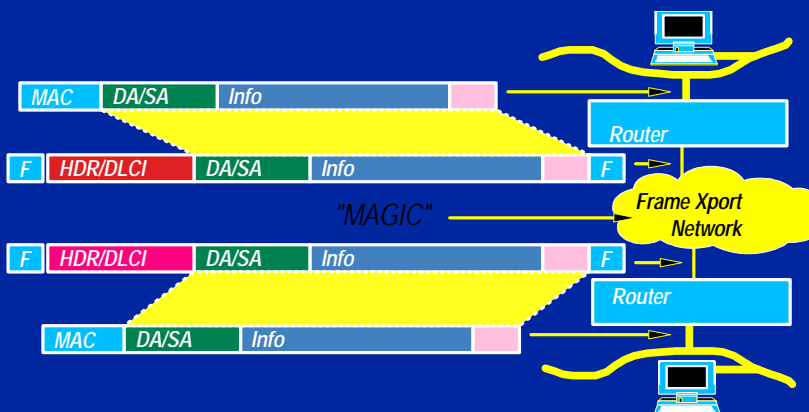 MAC DA/SA Info
Router
F HDR/DLCI DA/SA Info F
"MAGIC"
Frame Xport
Network
F HDR/DLCI DA/SA Info F
Router
MAC DA/SA Info